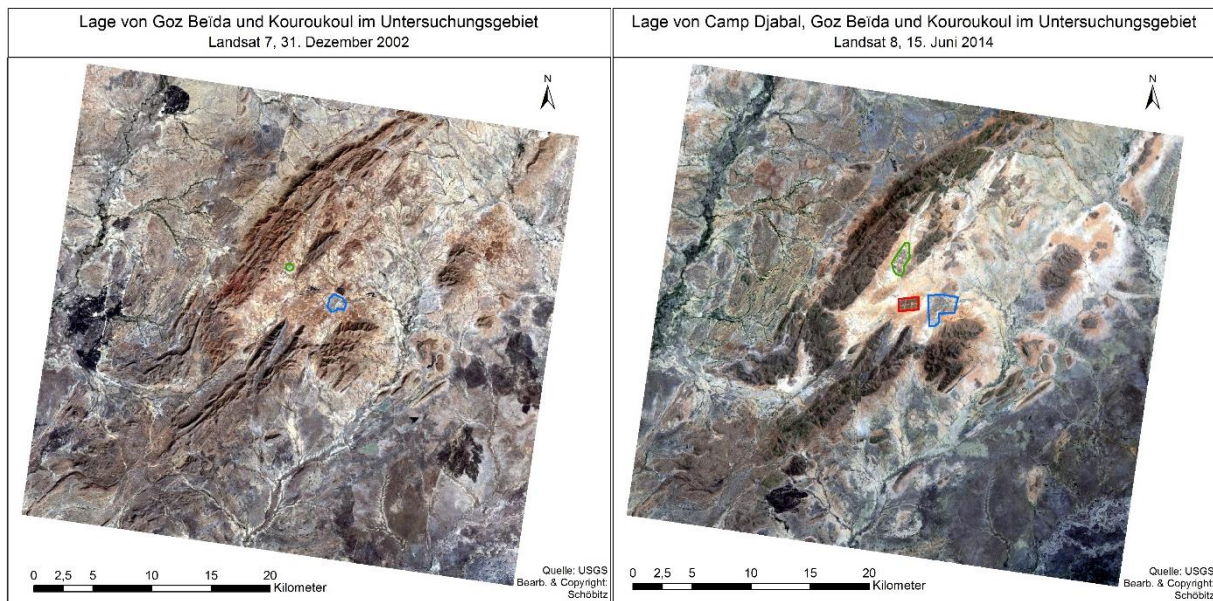 Lage von Goz Beïda und Kouroukoul im Untersuchungsgebiet
Landsat 7, 31. Dezember 2002
N
0 2,5 5 10 15 20
Kilometer
Quelle: USGS
Bearb. & Copyright:
Schöbitz
Lage von Camp Djabal, Goz Beïda und Kouroukoul im Untersuchungsgebiet
Landsat 8, 15. Juni 2014
N
0 2,5 5 10 15 20
Kilometer
Quelle: USGS
Bearb. & Copyright:
Schöbitz